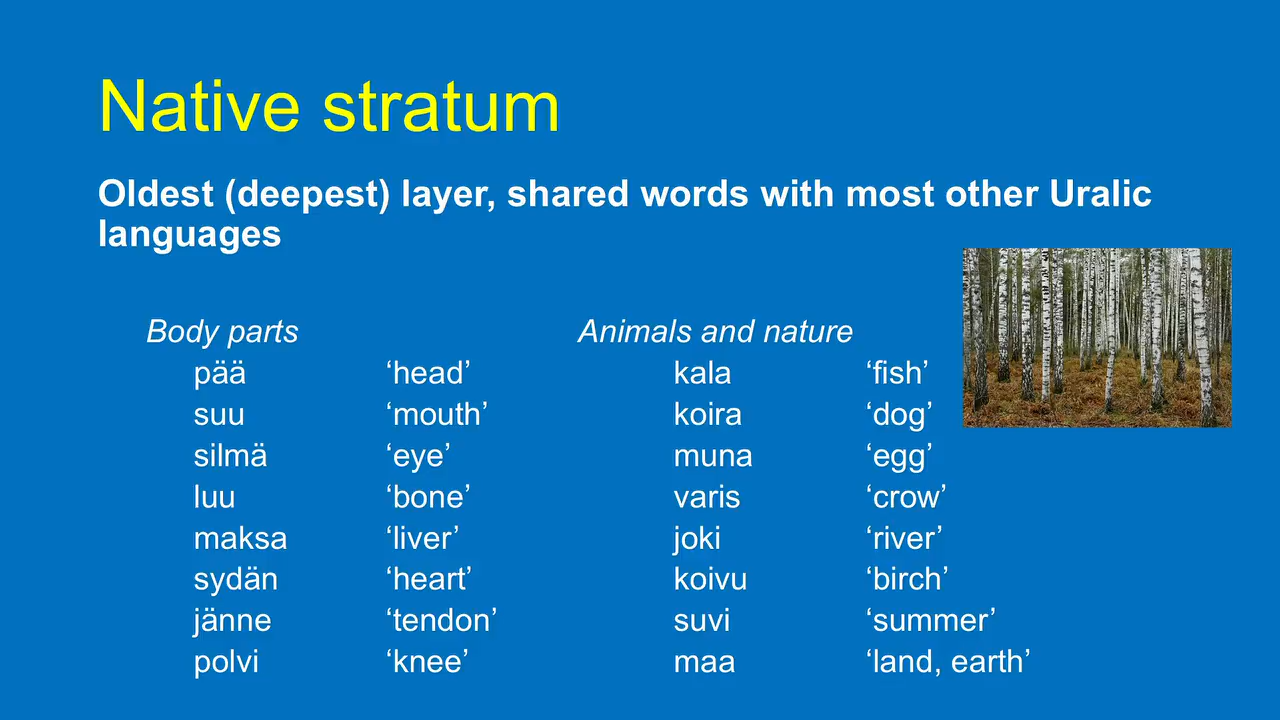 Native stratum
Oldest (deepest) layer, shared words with most other Uralic
languages
Body parts Animals and nature
pää ‘head’ kala ‘fish’
suu ‘mouth’ koira ‘dog’
silmä ‘eye’ muna ‘egg’
luu ‘bone’ varis ‘crow’
maksa ‘liver’ joki ‘river’
sydän ‘heart’ koivu ‘birch’
jänne ‘tendon’ suvi ‘summer’
polvi ‘knee’ maa ‘land, earth’